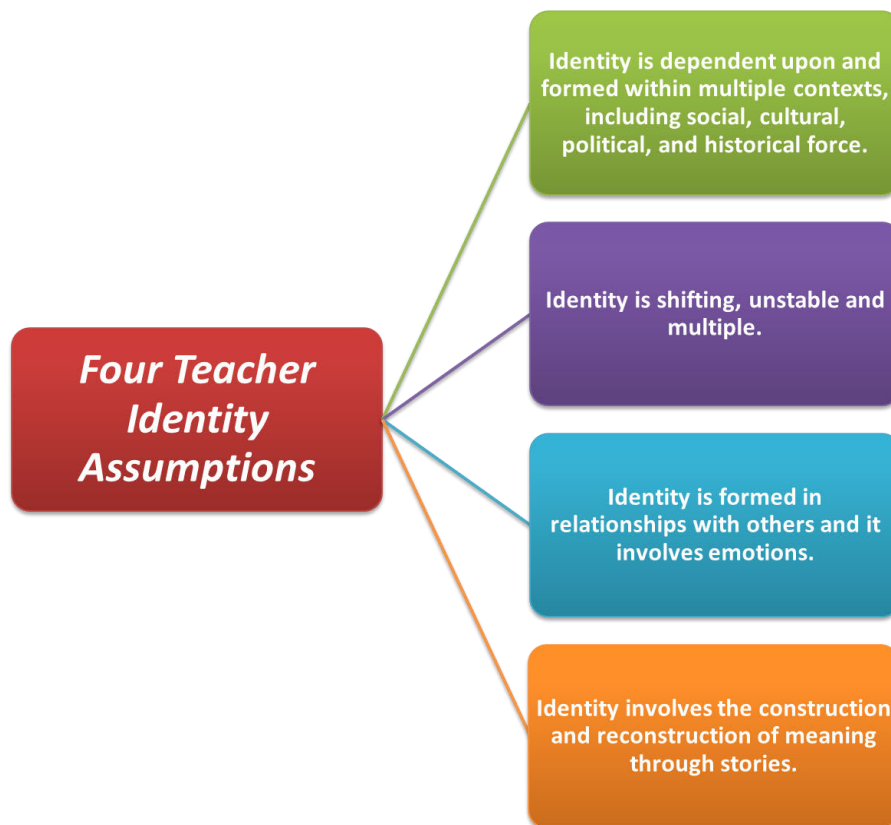 Four Teacher
Identity
Assumptions
Identity is dependent upon and
formed within multiple contexts,
including social, cultural,
political, and historical force.
Identity is shifting, unstable and
multiple.
Identity is formed in
relationships with others and it
involves emotions.
Identity involves the construction
and reconstruction of meaning
through stories.